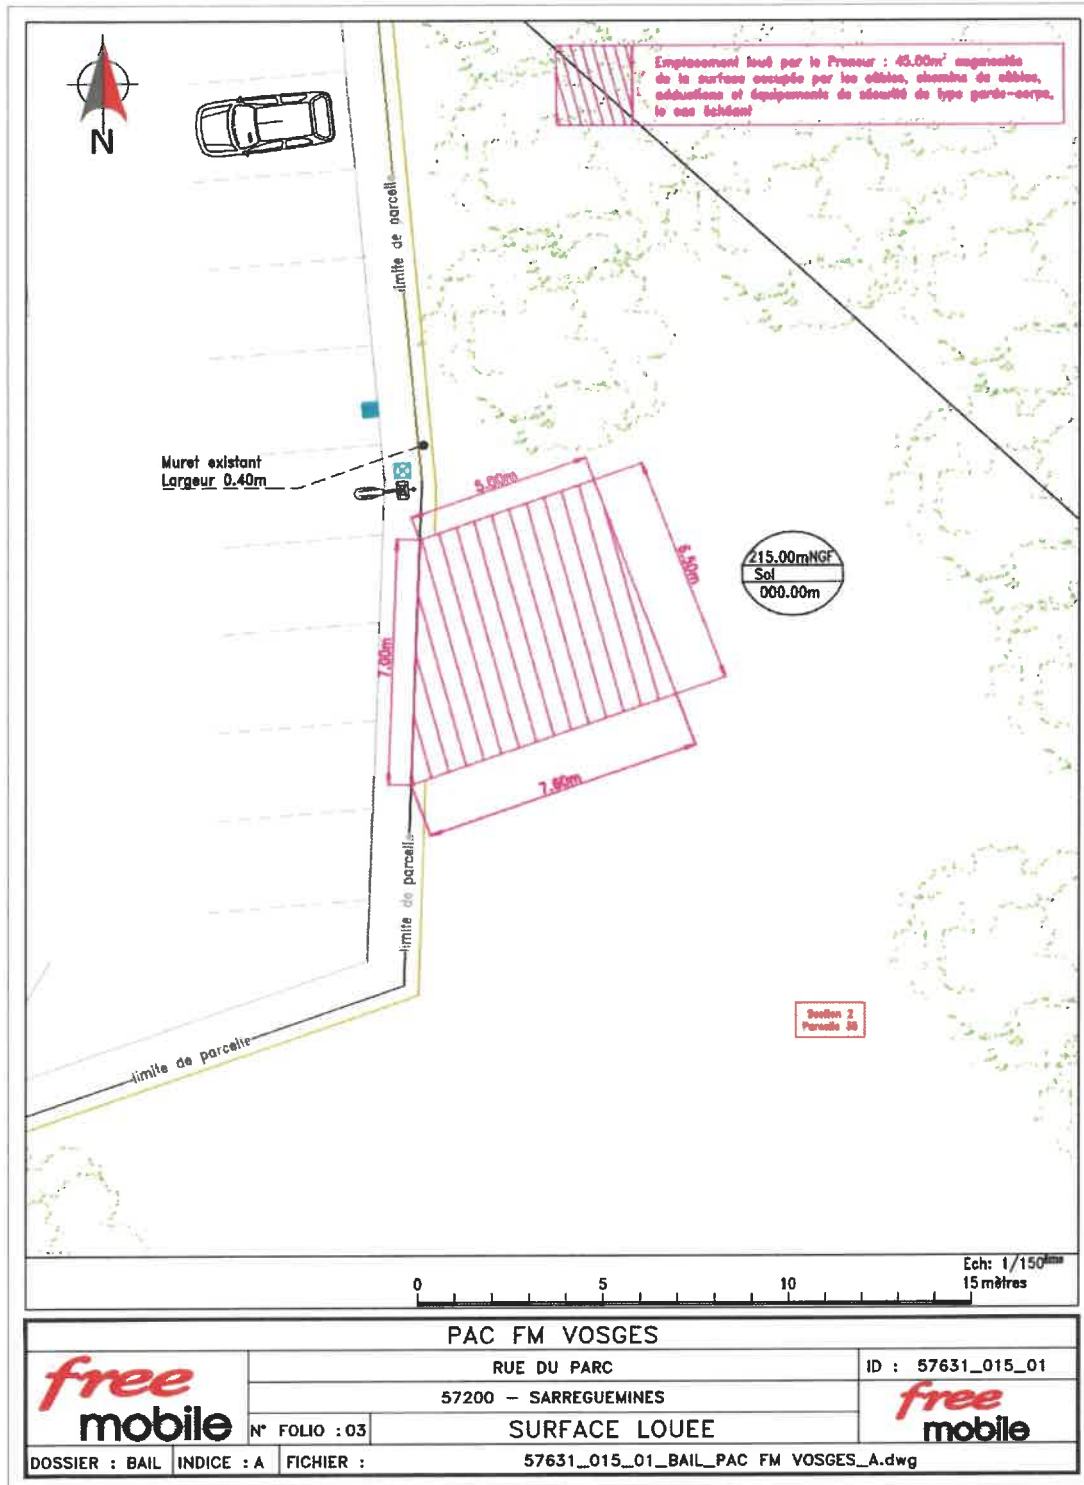 N
Emplacement loué par le Preneur : 45.00m² augmentée
de la surface occupée par les câbles, chemins de câbles,
adductions et équipements de sécurité de type garde-corps,
le cas échéant
limite de parcelle
Muret existant
Largeur 0.40m
5.00m
6.50m
7.00m
7.90m
215.00mNGF
Sol
000.00m
limite de parcelle
limite de parcelle
Section 2
Parcelle
Ech: 1/150èms
0 5 10 15 mètres
PAC FM VOSGES
free mobile
RUE DU PARC
ID : 57631_015_01
57200 – SARREGUEMINES
free mobile
N° FOLIO : 03
SURFACE LOUEE
DOSSIER : BAIL INDICE : A FICHIER : 57631_015_01_BAIL_PAC FM VOSGES_A.dwg